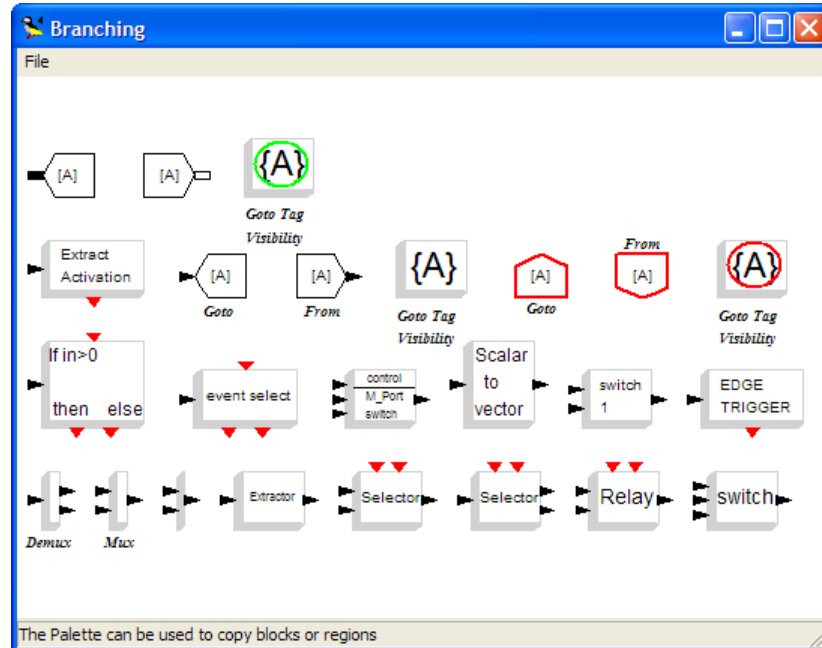 Branching
File
[A]
[A]
{A}
Goto Tag
Visibility
Extract
Activation
[A]
Goto
[A]
From
{A}
Goto Tag
Visibility
[A]
Goto
From
[A]
{A}
Goto Tag
Visibility
If in>0
then else
event select
control
M_Port
switch
Scalar
to
vector
switch
1
EDGE
TRIGGER
Demux
Mux
Extractor
Selector
Selector
Relay
switch
The Palette can be used to copy blocks or regions